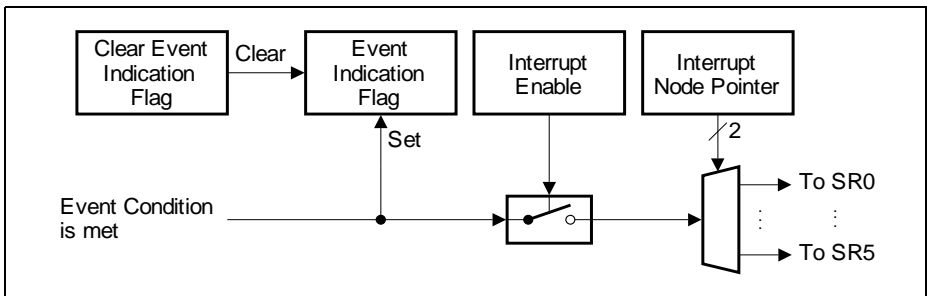 Clear Event
Indication
Flag
Clear
Event
Indication
Flag
Interrupt
Enable
Interrupt
Node Pointer
2
Set
To SR0
Event Condition
is met
To SR5